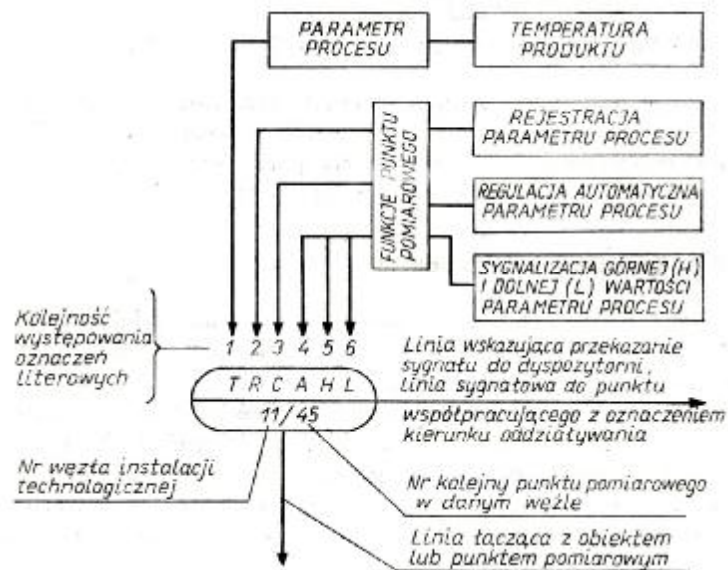 PARAMETR
PROCESU
TEMPERATURA
PRODUKTU
FUNKCJE PUNKTU
POMIAROWEGO
REJESTRACJA
PARAMETRU PROCESU
REGULACJA AUTOMATYCZNA
PARAMETRU PROCESU
SYGNALIZACJA GÓRNEJ (H)
I DOLNEJ (L) WARTOŚCI
PARAMETRU PROCESU
Kolejność
występowania
oznaczeń
literowych
1 2 3 4 5 6
T R C A H L
11/45
Linia wskazująca przekazanie
sygnału do dyspozytorni,
linia sygnałowa do punktu
współpracującego z oznaczeniem
kierunku oddziaływania
Nr węzła instalacji
technologicznej
Nr kolejny punktu pomiarowego
w danym węźle
Linia łącząca z obiektem
lub punktem pomiarowym